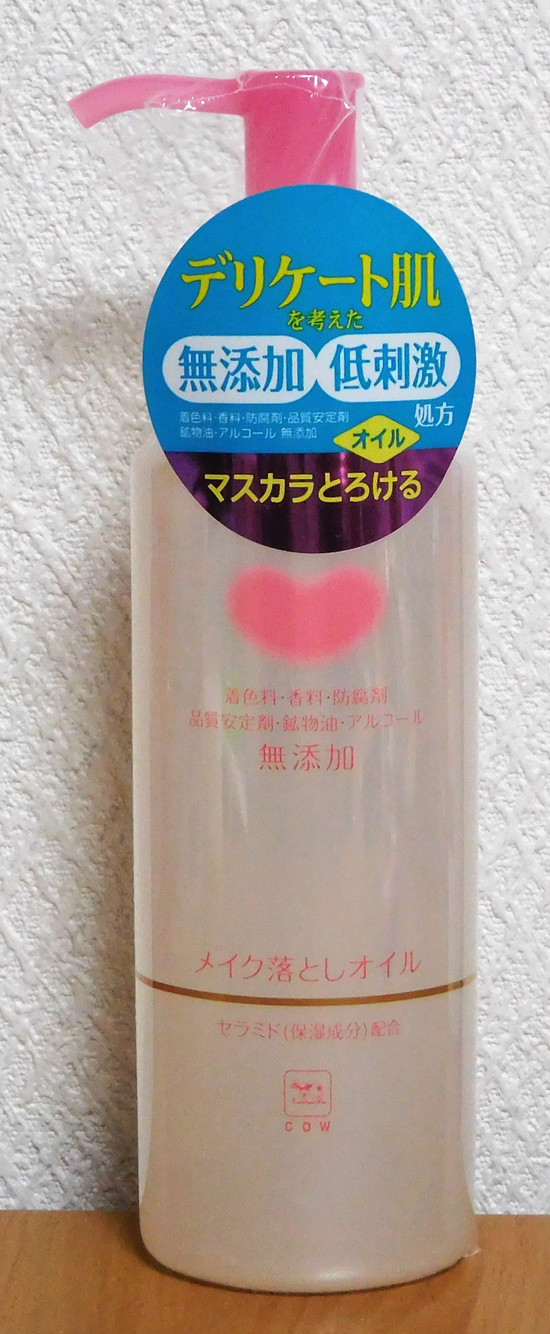 デリケート肌
を考えた
無添加 低刺激
処方
着色料・香料・防腐剤・品質安定剤
鉱物油・アルコール 無添加
オイル
マスカラとろける
着色料・香料・防腐剤
品質安定剤・鉱物油・アルコール
無添加
メイク落としオイル
セラミド(保湿成分)配合
COW